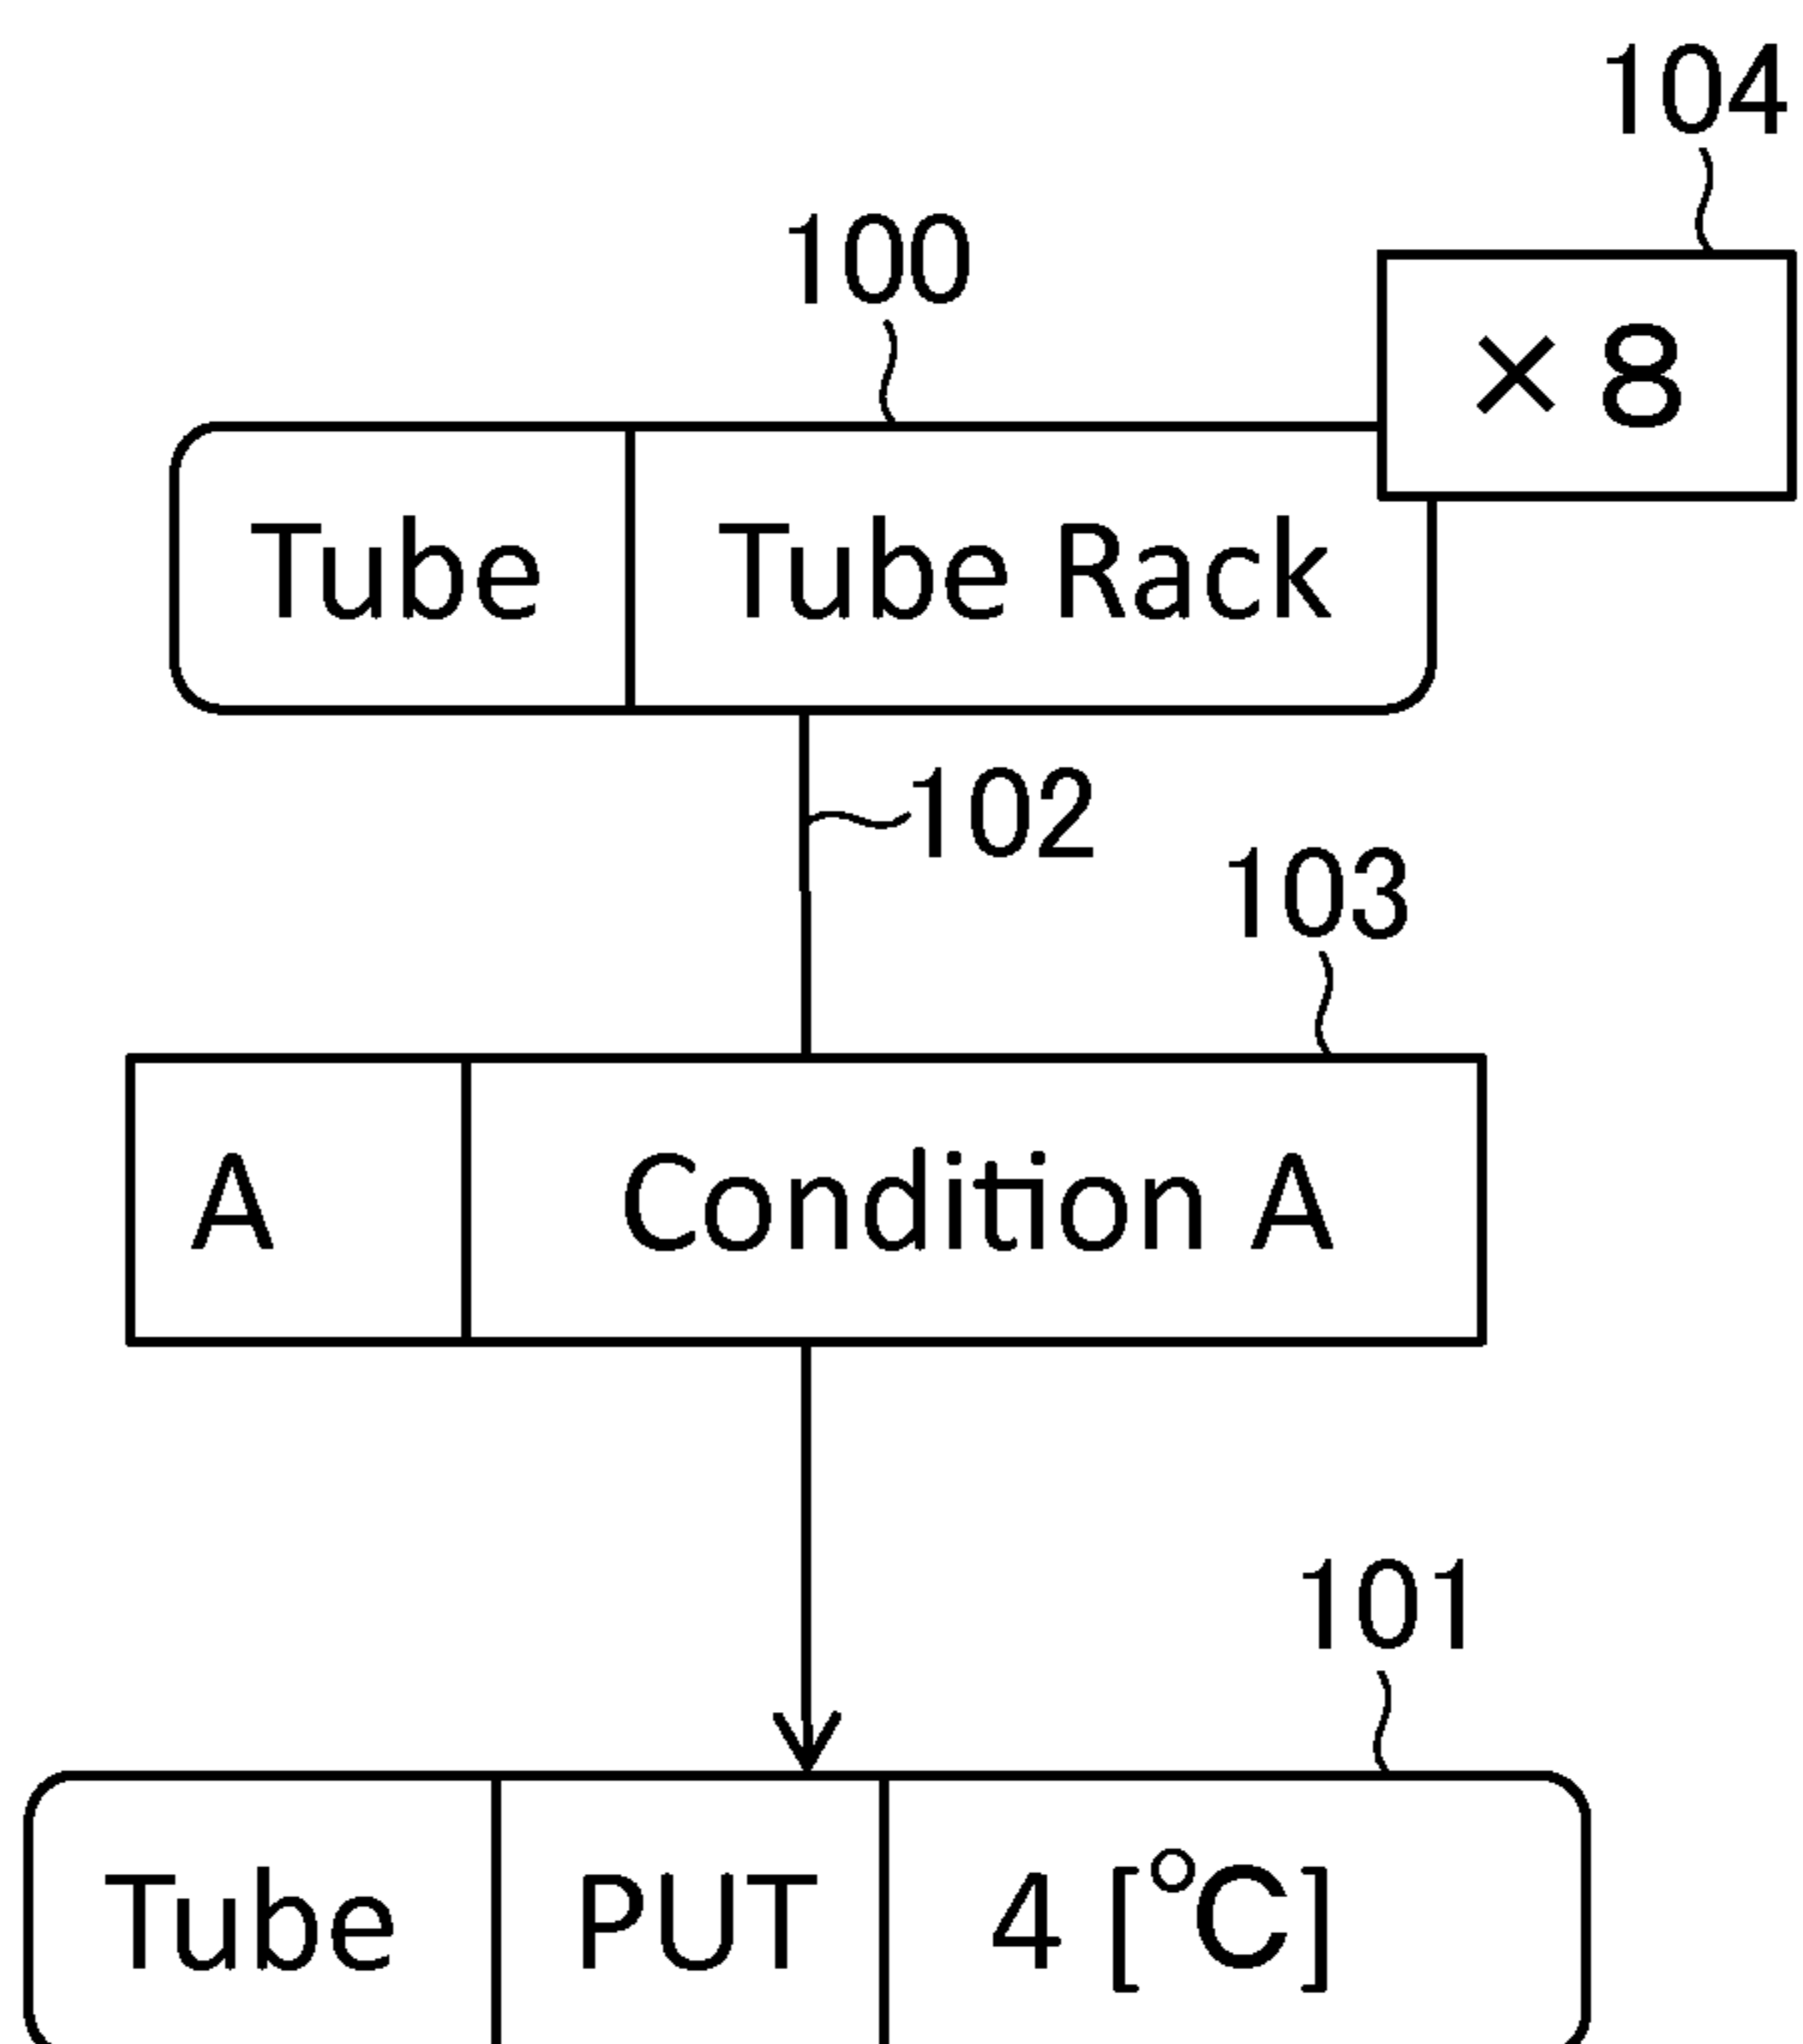 104
100
× 8
Tube Tube Rack
102
103
A Condition A
101
Tube PUT 4 [℃]